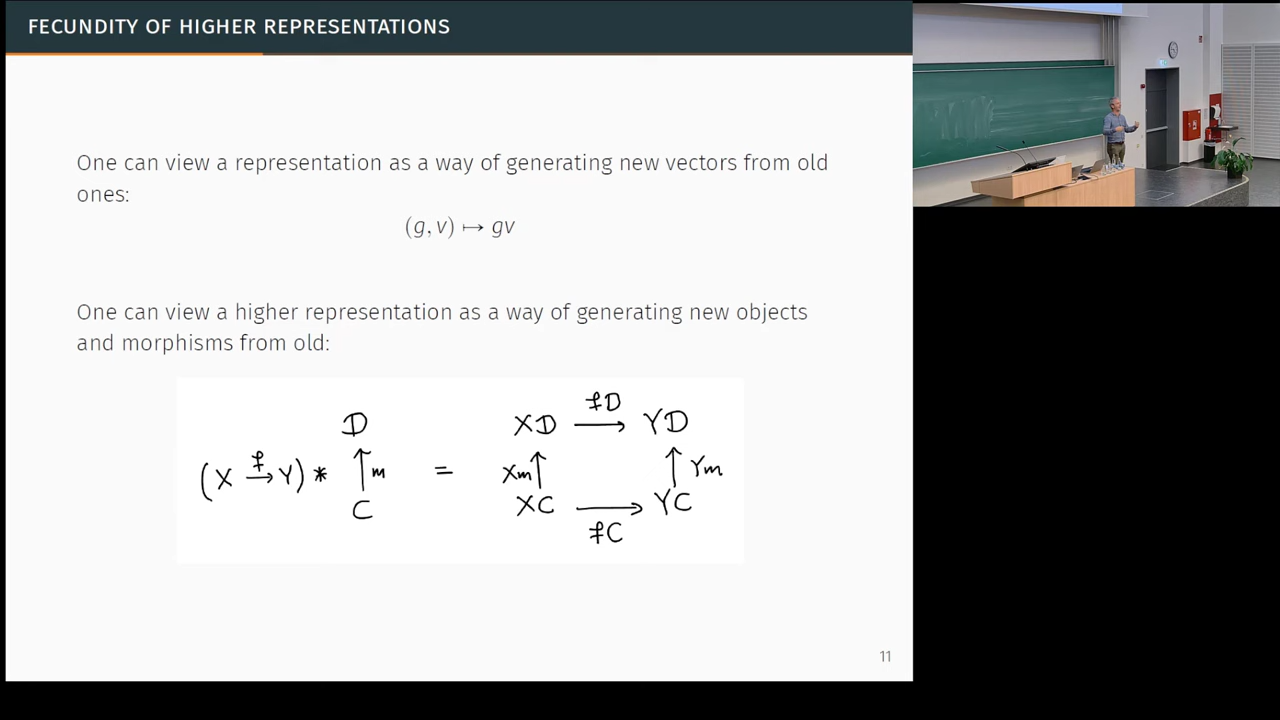 FECUNDITY OF HIGHER REPRESENTATIONS
One can view a representation as a way of generating new vectors from old
ones:
(g, v) ↦ gv
One can view a higher representation as a way of generating new objects
and morphisms from old:
(X —f→ Y) * C —m→ D = XD —fD→ YD
Xm ↑ ↑ Ym
XC —fC→ YC
11